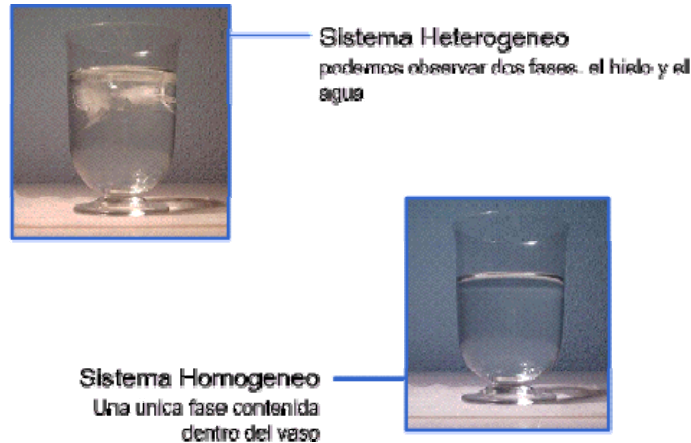 Sistema Heterogeneo
podemos observar dos fases. el hielo y el
agua
Sistema Homogeneo
Una unica fase contenida
dentro del vaso